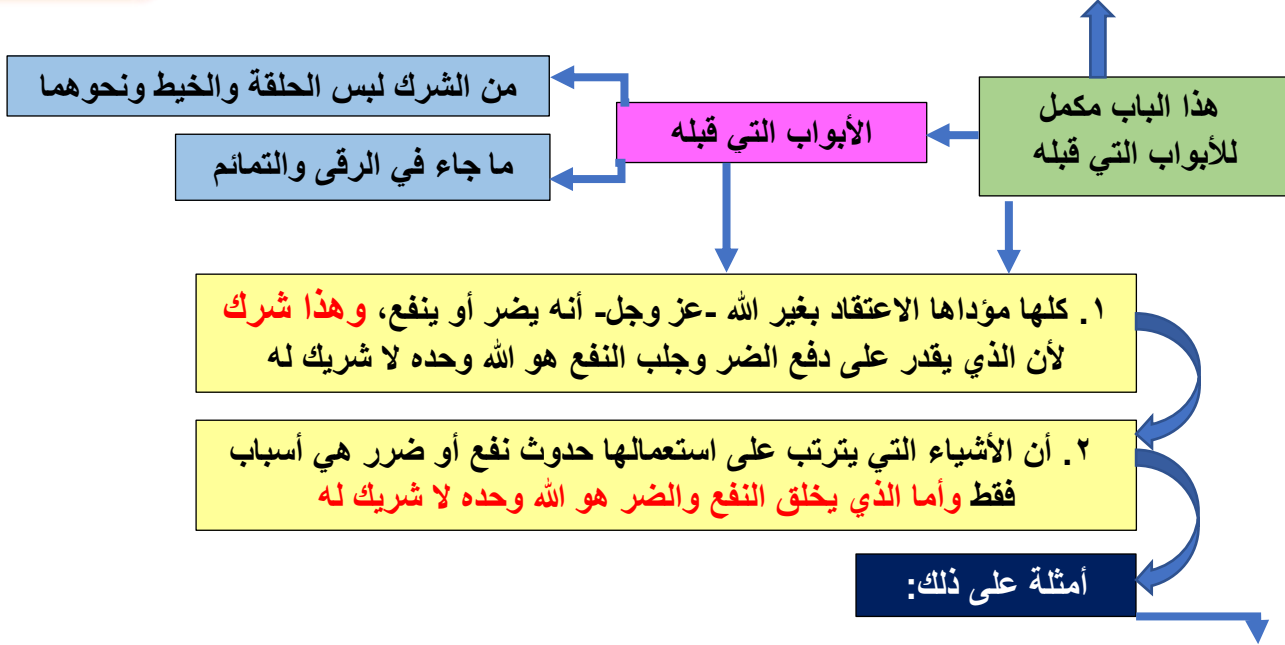 هذا الباب مكمل
للأبواب التي قبله
الأبواب التي قبله
من الشرك لبس الحلقة والخيط ونحوهما
ما جاء في الرقى والتمائم
١. كلها مؤداها الاعتقاد بغير الله -عز وجل- أنه يضر أو ينفع، وهذا شرك
لأن الذي يقدر على دفع الضر وجلب النفع هو الله وحده لا شريك له
٢. أن الأشياء التي يترتب على استعمالها حدوث نفع أو ضرر هي أسباب
فقط وأما الذي يخلق النفع والضر هو الله وحده لا شريك له
أمثلة على ذلك: